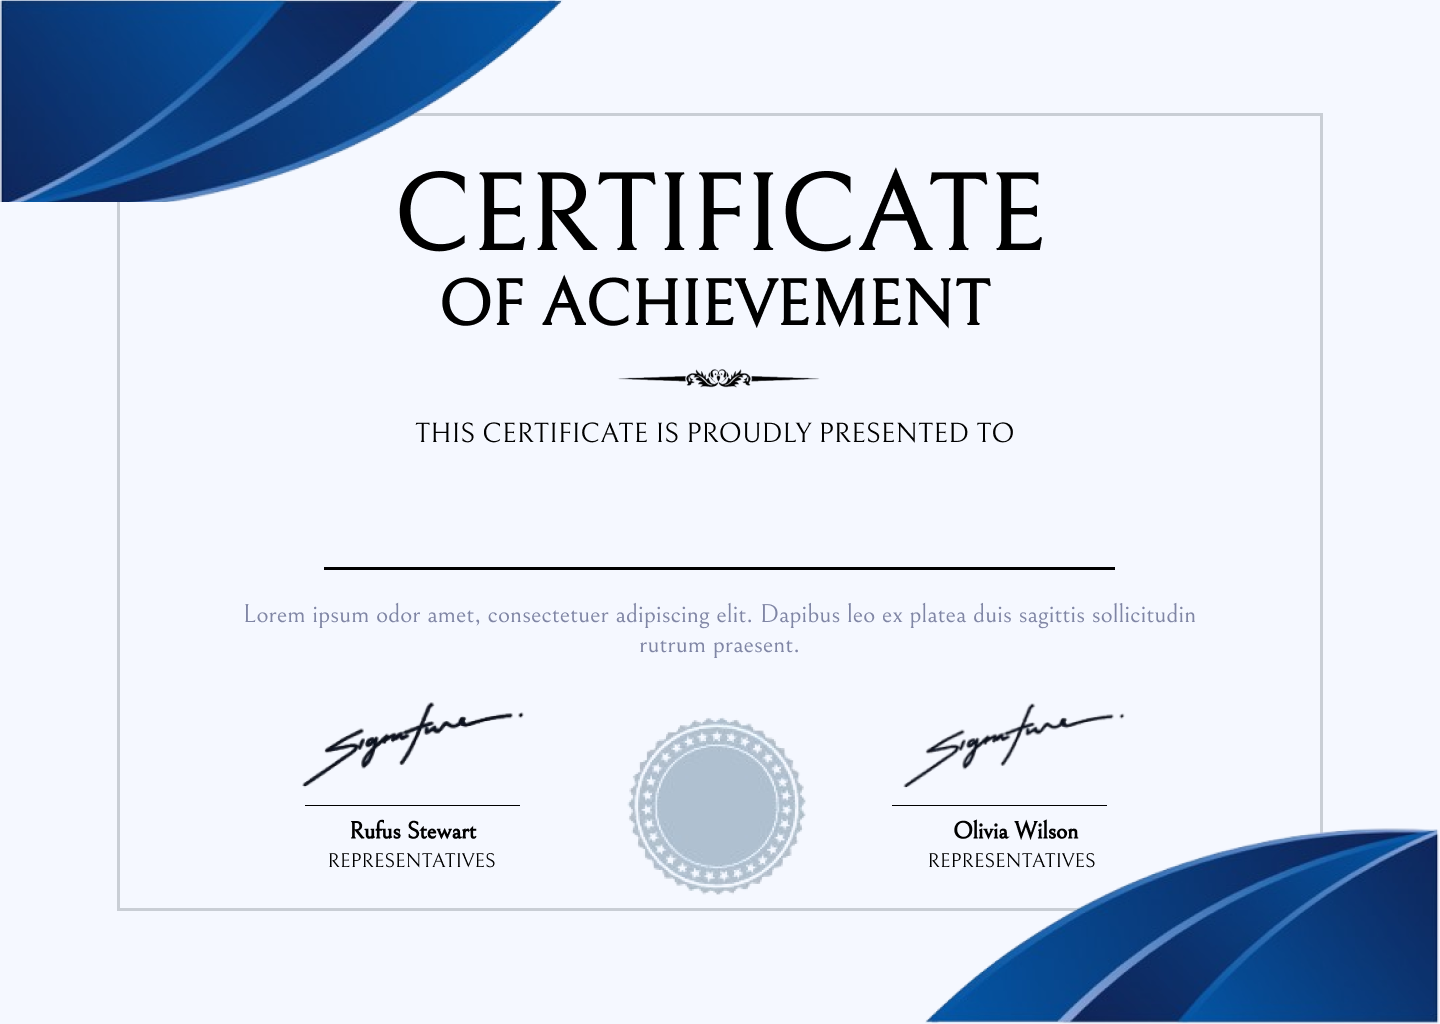 CERTIFICATE
OF ACHIEVEMENT
THIS CERTIFICATE IS PROUDLY PRESENTED TO
Lorem ipsum odor amet, consectetuer adipiscing elit. Dapibus leo ex platea duis sagittis sollicitudin
rutrum praesent.
Signature
Signature
Rufus Stewart
Olivia Wilson
REPRESENTATIVES
REPRESENTATIVES